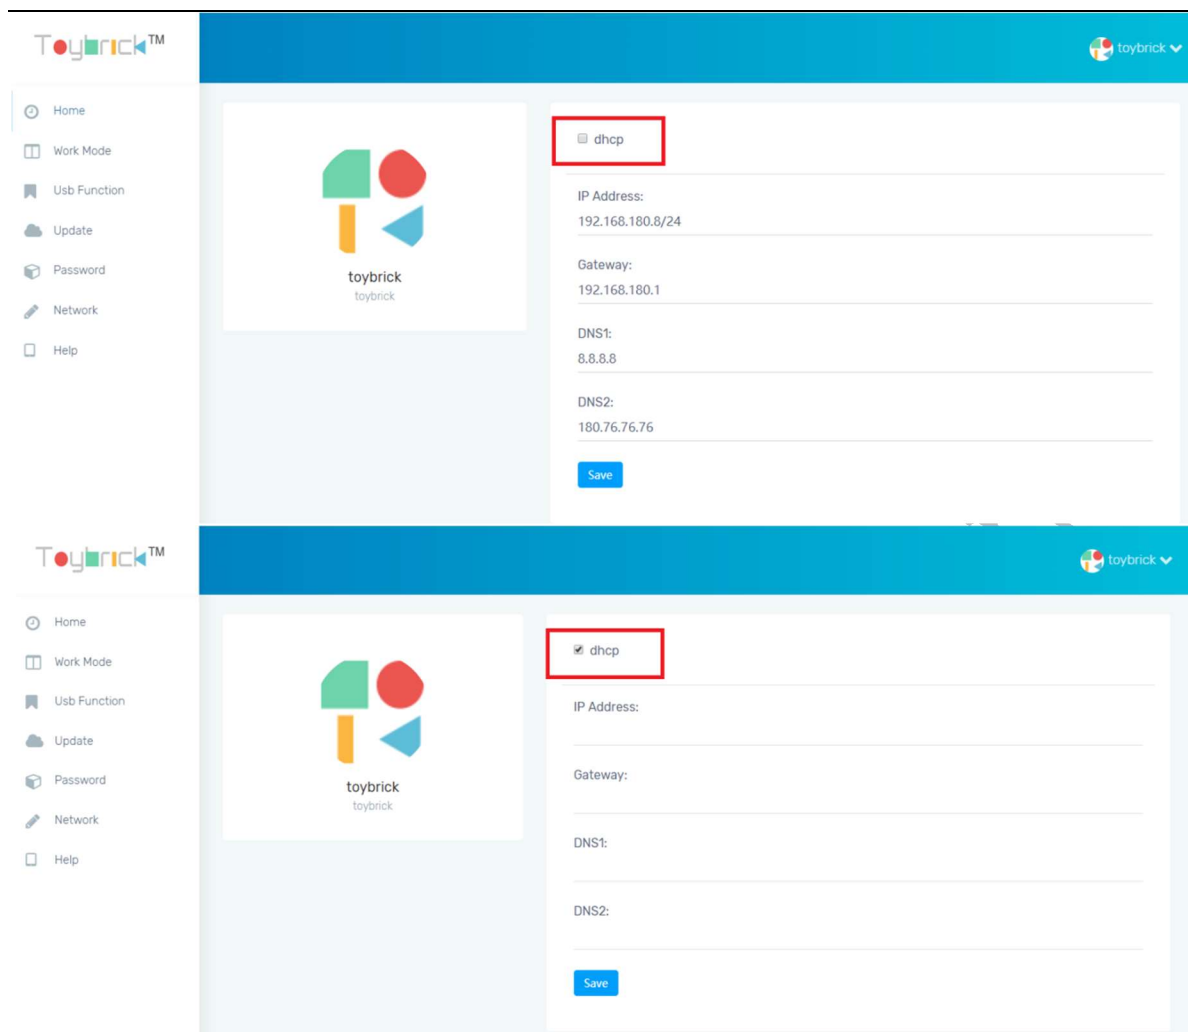 Toybrick™
toybrick
Home
Work Mode
Usb Function
Update
Password
Network
Help
toybrick
toybrick
dhcp
IP Address:
192.168.180.8/24
Gateway:
192.168.180.1
DNS1:
8.8.8.8
DNS2:
180.76.76.76
Save
Toybrick™
toybrick
Home
Work Mode
Usb Function
Update
Password
Network
Help
toybrick
toybrick
dhcp
IP Address:
Gateway:
DNS1:
DNS2:
Save